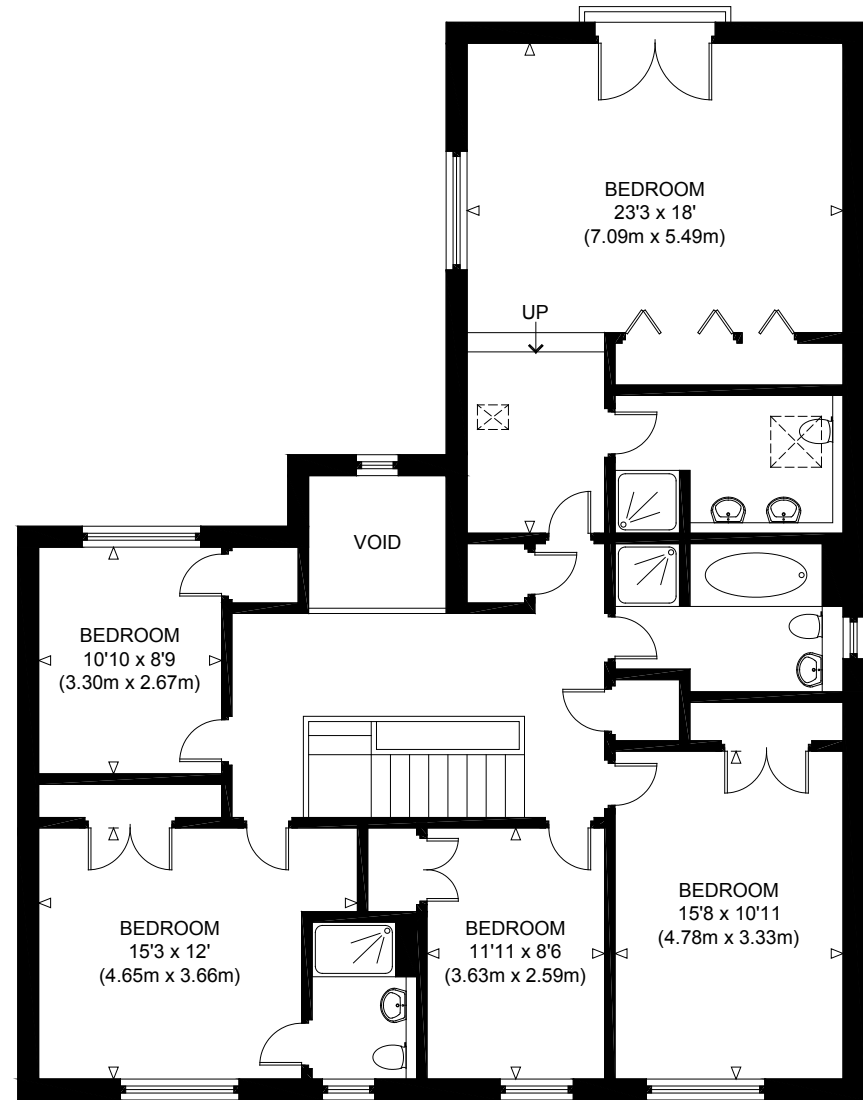 BEDROOM
23'3 x 18'
(7.09m x 5.49m)
UP
VOID
BEDROOM
10'10 x 8'9
(3.30m x 2.67m)
BEDROOM
15'3 x 12'
(4.65m x 3.66m)
BEDROOM
11'11 x 8'6
(3.63m x 2.59m)
BEDROOM
15'8 x 10'11
(4.78m x 3.33m)